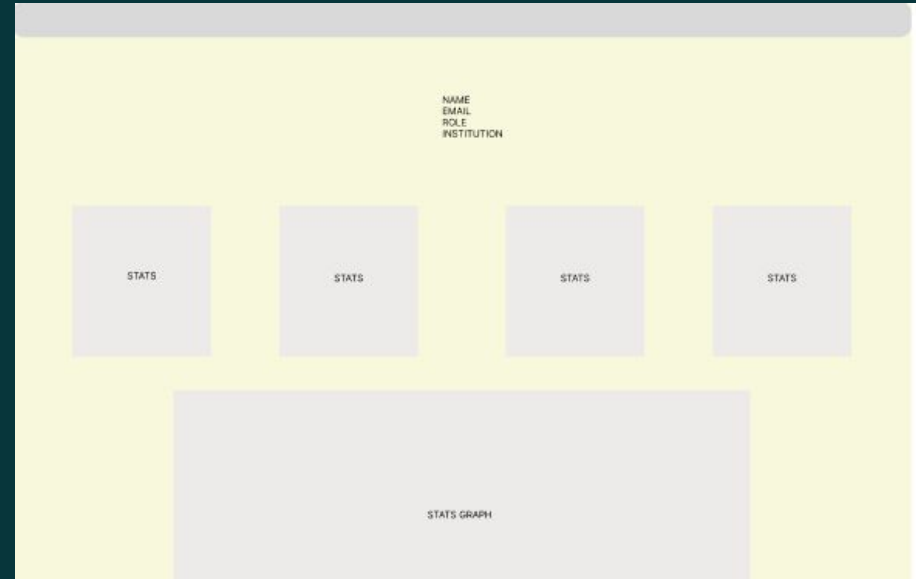 NAME
EMAIL
ROLE
INSTITUTION
STATS
STATS
STATS
STATS
STATS GRAPH